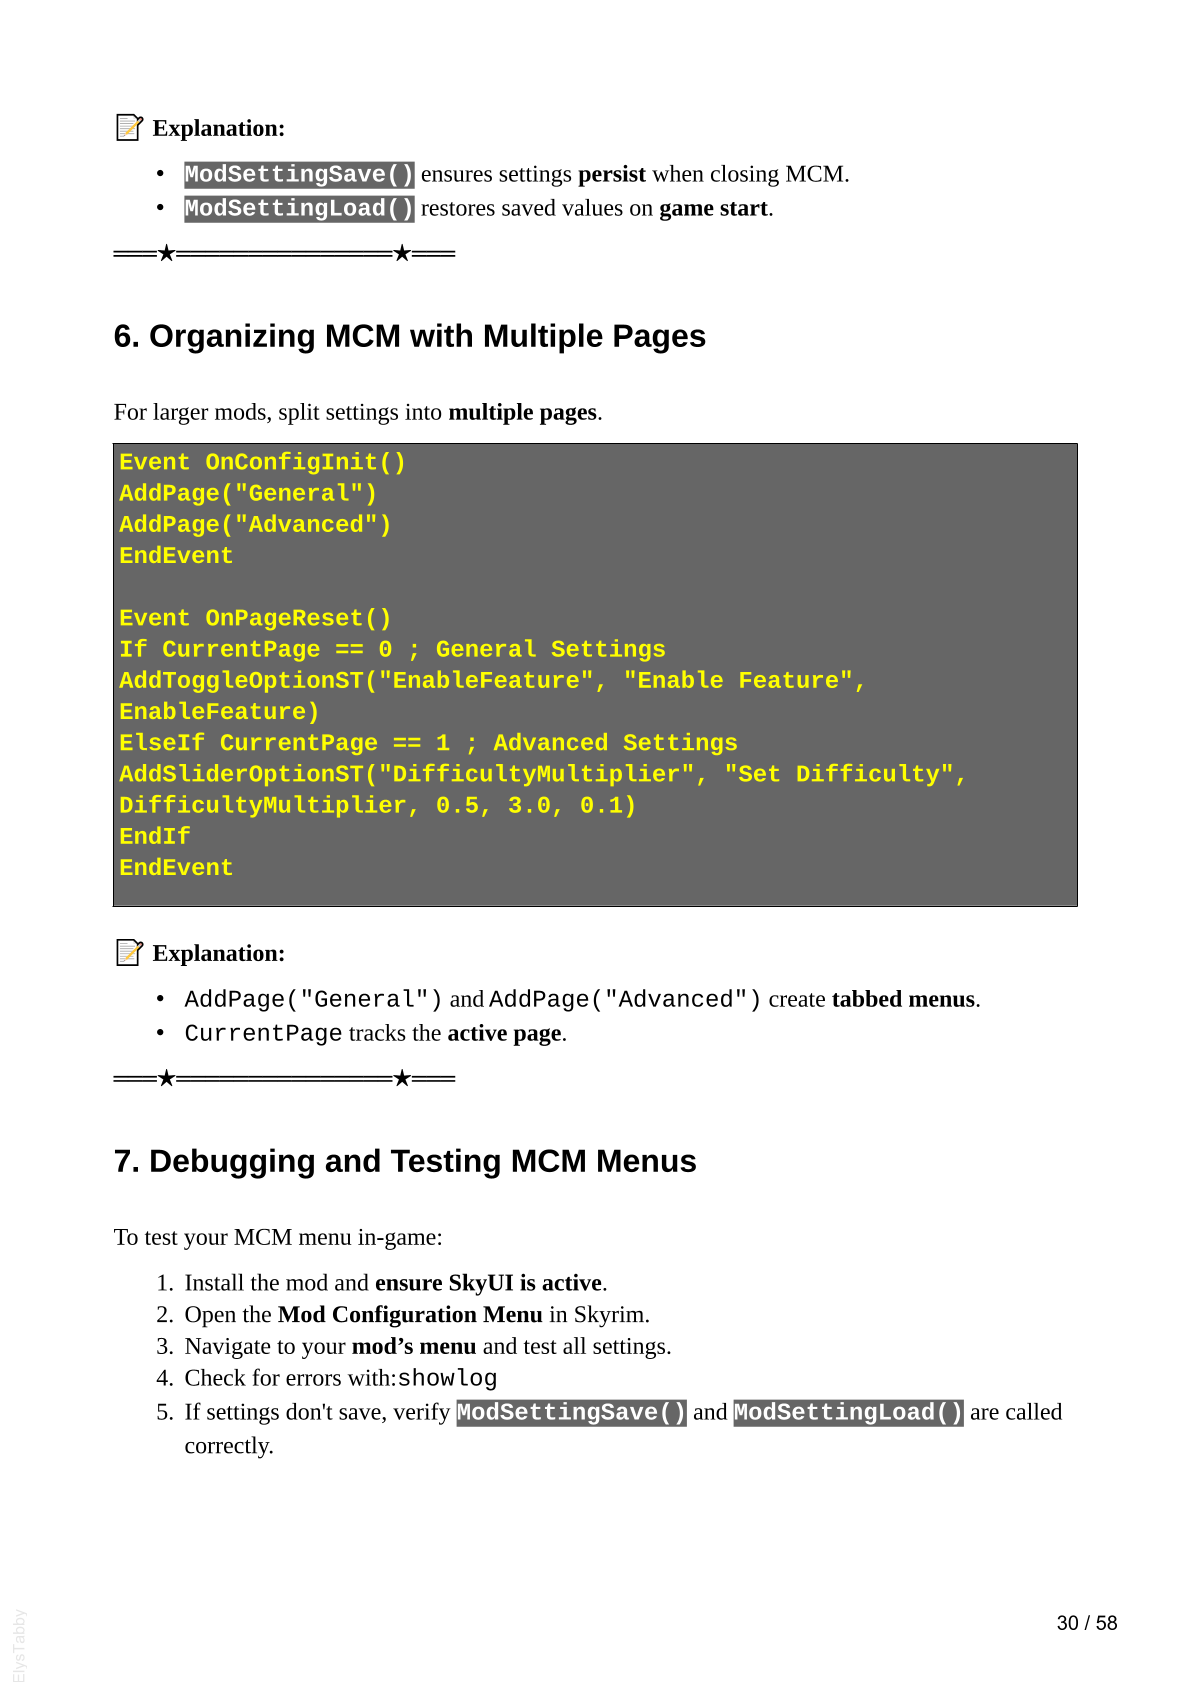 📝 Explanation:
• ModSettingSave() ensures settings persist when closing MCM.
• ModSettingLoad() restores saved values on game start.
═══★═══════════════★═══
6. Organizing MCM with Multiple Pages
For larger mods, split settings into multiple pages.
Event OnConfigInit()
AddPage("General")
AddPage("Advanced")
EndEvent
Event OnPageReset()
If CurrentPage == 0 ; General Settings
AddToggleOptionST("EnableFeature", "Enable Feature",
EnableFeature)
ElseIf CurrentPage == 1 ; Advanced Settings
AddSliderOptionST("DifficultyMultiplier", "Set Difficulty",
DifficultyMultiplier, 0.5, 3.0, 0.1)
EndIf
EndEvent
📝 Explanation:
• AddPage("General") and AddPage("Advanced") create tabbed menus.
• CurrentPage tracks the active page.
═══★═══════════════★═══
7. Debugging and Testing MCM Menus
To test your MCM menu in-game:
1. Install the mod and ensure SkyUI is active.
2. Open the Mod Configuration Menu in Skyrim.
3. Navigate to your mod’s menu and test all settings.
4. Check for errors with:showlog
5. If settings don't save, verify ModSettingSave() and ModSettingLoad() are called
correctly.
30 / 58
ElysTabby